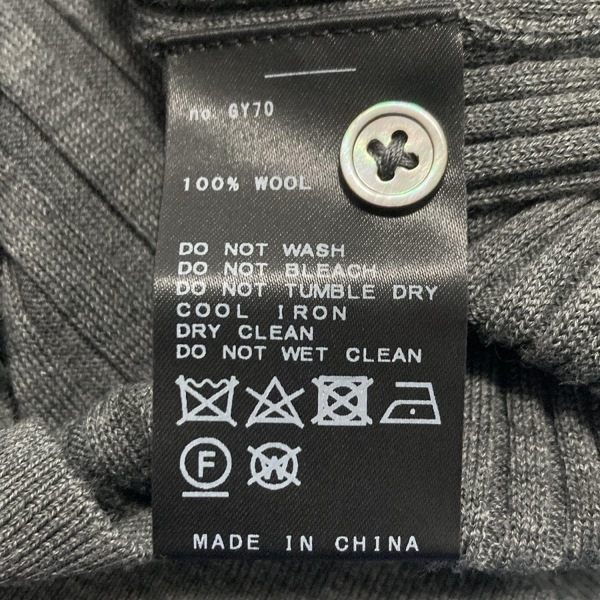 no. GY70
100% WOOL
DO NOT WASH
DO NOT BLEACH
DO NOT TUMBLE DRY
COOL IRON
DRY CLEAN
DO NOT WET CLEAN
F W
MADE IN CHINA